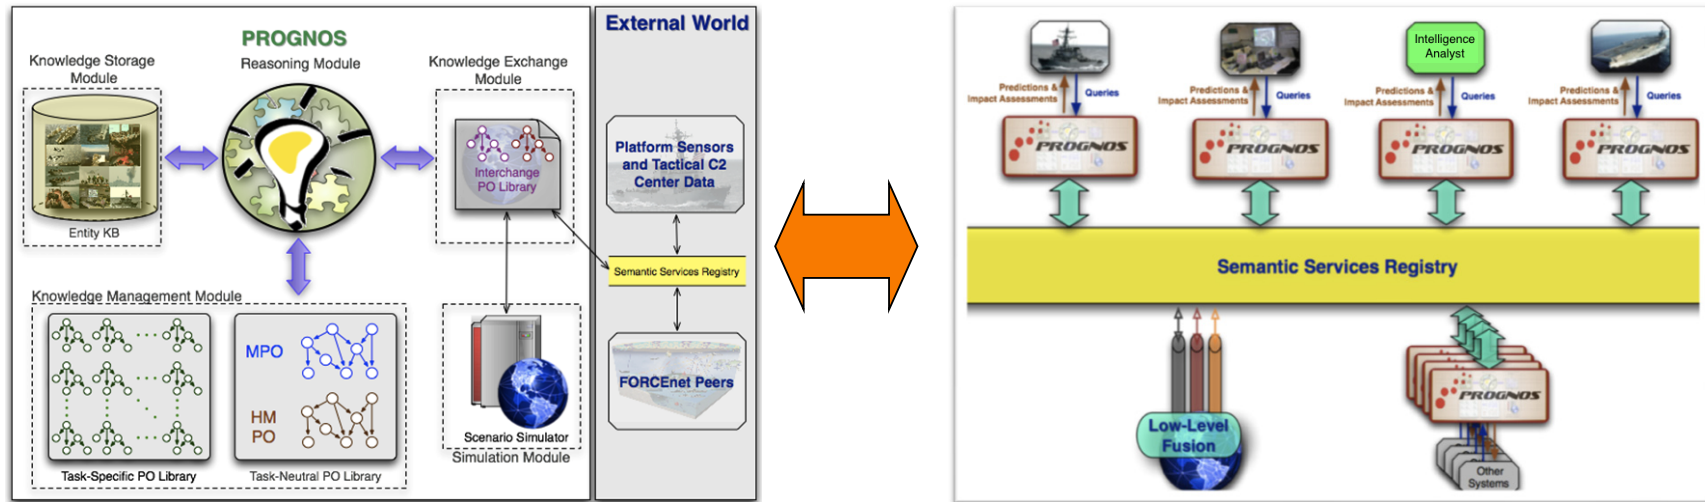 PROGNOS
Reasoning Module
Knowledge Storage
Module
Entity KB
Knowledge Exchange
Module
Interchange
PO Library
Knowledge Management Module
MPO
HM
PO
Task-Specific PO Library
Task-Neutral PO Library
Scenario Simulator
Simulation Module
External World
Platform Sensors
and Tactical C2
Center Data
Semantic Services Registry
FORCEnet Peers
Intelligence
Analyst
Predictions &
Impact Assessments
Queries
Predictions &
Impact Assessments
Queries
Predictions &
Impact Assessments
Queries
Predictions &
Impact Assessments
Queries
PROGNOS
PROGNOS
PROGNOS
PROGNOS
Semantic Services Registry
Low-Level
Fusion
PROGNOS
Other
Systems